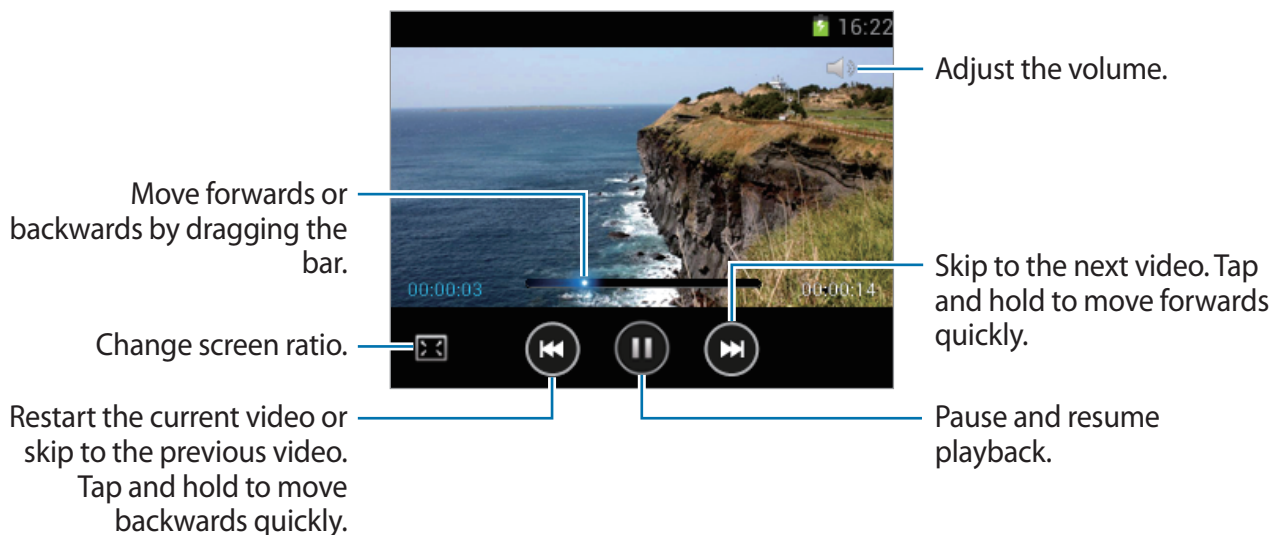 16:22
Adjust the volume.
Move forwards or
backwards by dragging the
bar.
00:00:03
00:00:14
Skip to the next video. Tap
and hold to move forwards
quickly.
Change screen ratio.
Restart the current video or
skip to the previous video.
Tap and hold to move
backwards quickly.
Pause and resume
playback.